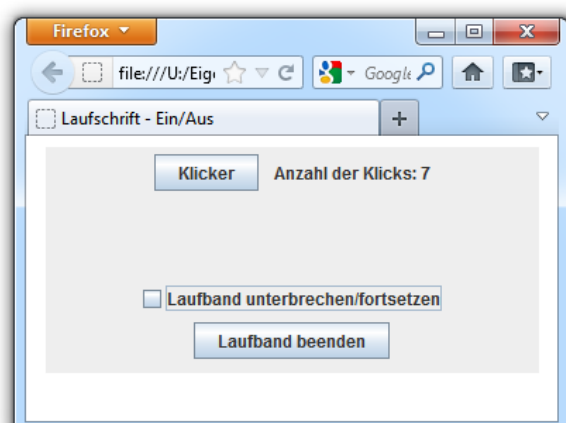 Firefox
file:///U:/Eig
Google
Laufschrift - Ein/Aus
Klicker Anzahl der Klicks: 7
Laufband unterbrechen/fortsetzen
Laufband beenden